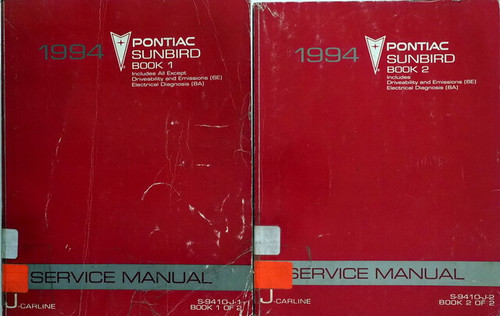 1994
PONTIAC
SUNBIRD
BOOK 1
Includes All Except
Driveability and Emissions (6E)
Electrical Diagnosis (8A)
SERVICE MANUAL
J-CARLINE
S-9410-J-1
BOOK 1 OF 2
1994
PONTIAC
SUNBIRD
BOOK 2
Includes
Driveability and Emissions (6E)
Electrical Diagnosis (8A)
SERVICE MANUAL
J-CARLINE
S-9410-J-2
BOOK 2 OF 2